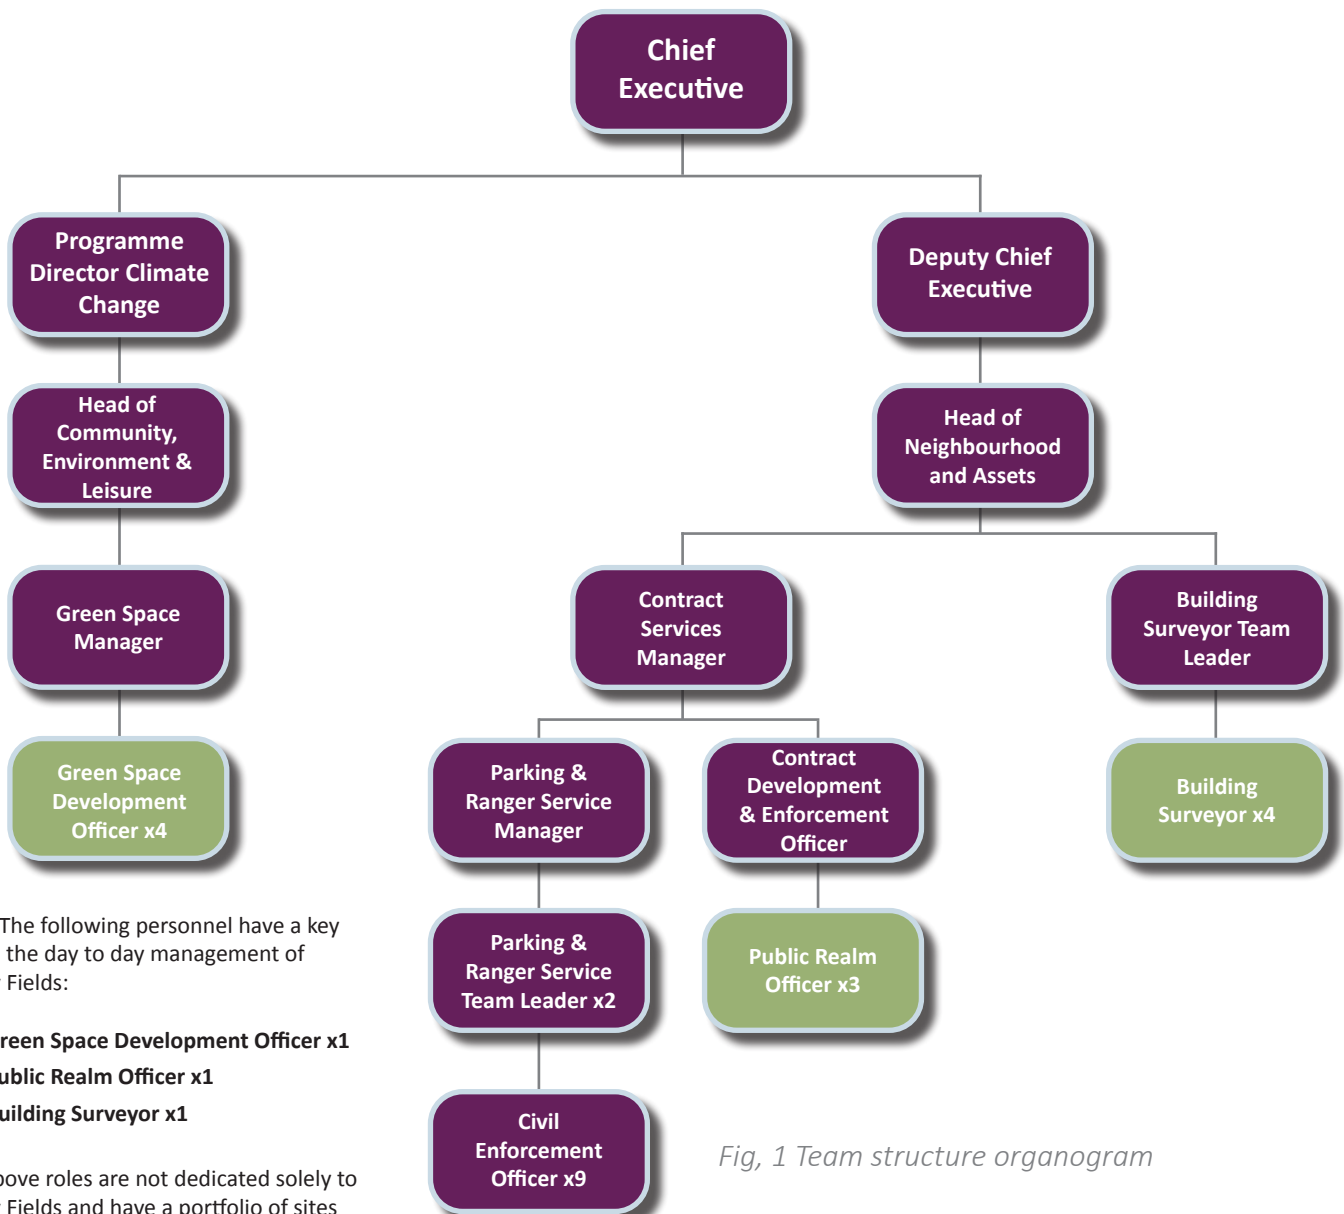 Chief
Executive
Programme
Director Climate
Change
Deputy Chief
Executive
Head of
Community,
Environment &
Leisure
Head of
Neighbourhood
and Assets
Green Space
Manager
Contract
Services
Manager
Building
Surveyor Team
Leader
Green Space
Development
Officer x4
Parking &
Ranger Service
Manager
Contract
Development
& Enforcement
Officer
Building
Surveyor x4
Parking &
Ranger Service
Team Leader x2
Public Realm
Officer x3
Civil
Enforcement
Officer x9
The following personnel have a key
the day to day management of
Fields:
reen Space Development Officer x1
ublic Realm Officer x1
uilding Surveyor x1
ove roles are not dedicated solely to
Fields and have a portfolio of sites
Fig, 1 Team structure organogram